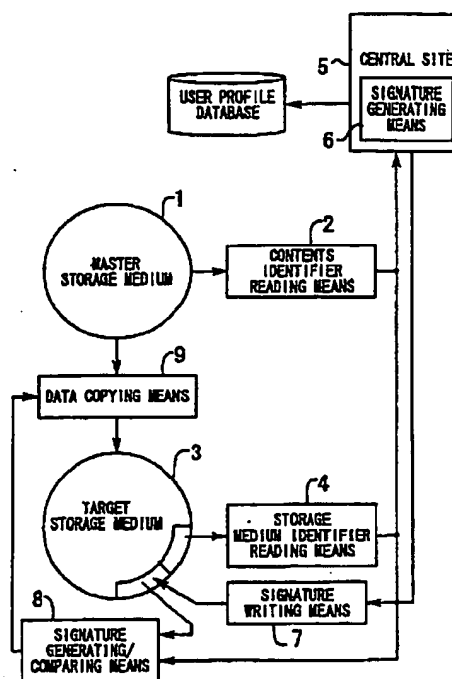 5
CENTRAL SITE
SIGNATURE
GENERATING
MEANS
6
USER PROFILE
DATABASE
1
MASTER
STORAGE MEDIUM
2
CONTENTS
IDENTIFIER
READING MEANS
9
DATA COPYING MEANS
3
TARGET
STORAGE MEDIUM
4
STORAGE
MEDIUM IDENTIFIER
READING MEANS
SIGNATURE
WRITING MEANS
7
8
SIGNATURE
GENERATING/
COMPARING MEANS